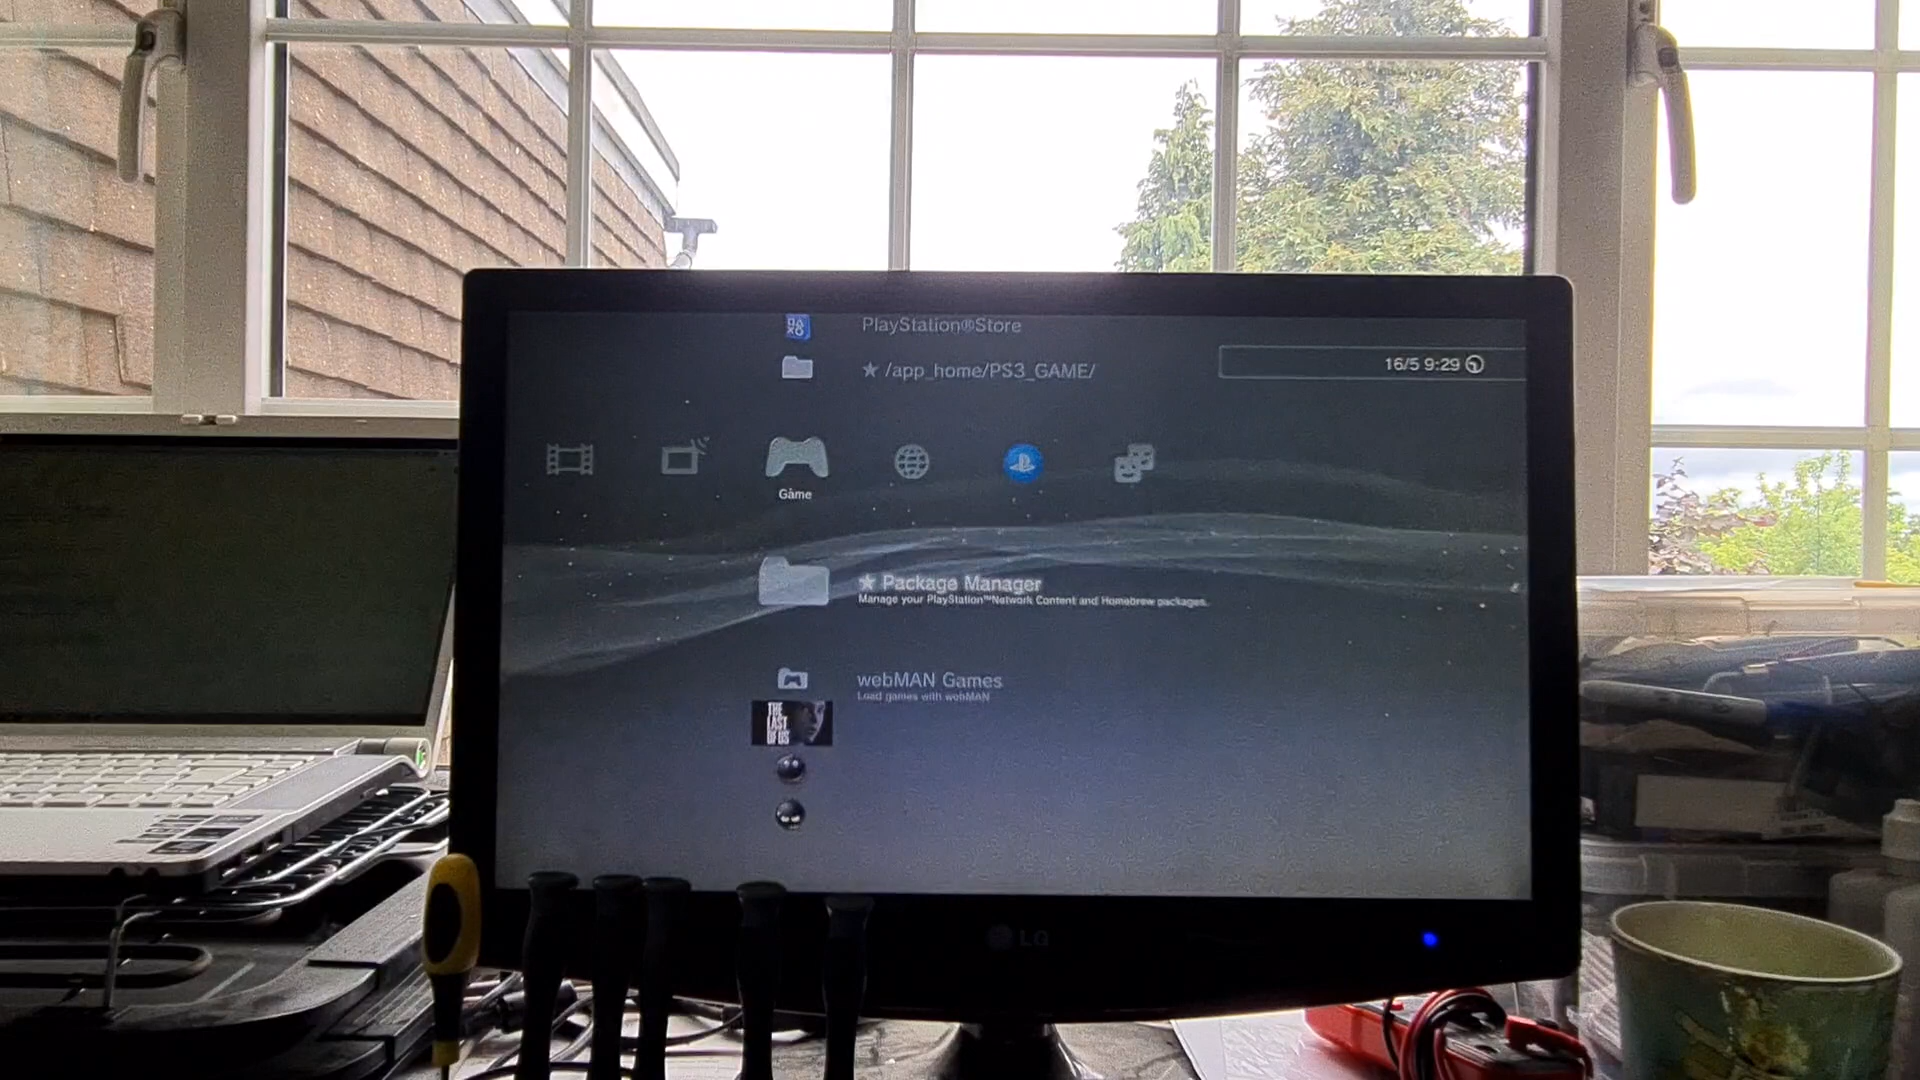 PlayStation®Store
★ /app_home/PS3_GAME/
16/5 9:29
Game
★ Package Manager
Manage your PlayStation™Network Content and Homebrew packages.
webMAN Games
Load games with webMAN
THE
LAST
OF US
LG